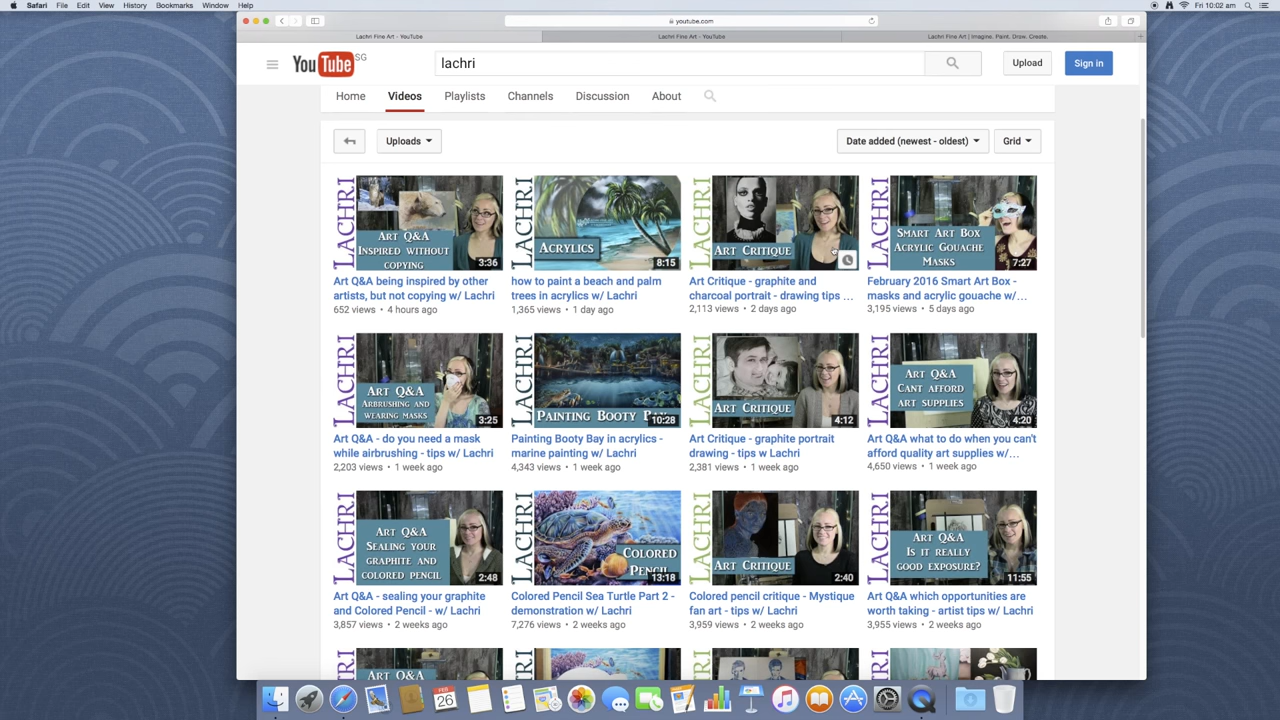 Safari File Edit View History Bookmarks Window Help
Fri 10:02 am
youtube.com
Lachri Fine Art - YouTube
Lachri Fine Art - YouTube
Lachri Fine Art | Imagine. Paint. Draw. Create.
YouTube SG
lachri
Upload
Sign in
Home Videos Playlists Channels Discussion About
Uploads
Date added (newest - oldest)
Grid
LACHRI
ART Q&A
INSPIRED WITHOUT
COPYING
3:36
LACHRI
ACRYLICS
8:15
LACHRI
ART CRITIQUE
LACHRI
SMART ART BOX
ACRYLIC GOUACHE
MASKS
7:27
Art Q&A being inspired by other
artists, but not copying w/ Lachri
652 views • 4 hours ago
how to paint a beach and palm
trees in acrylics w/ Lachri
1,365 views • 1 day ago
Art Critique - graphite and
charcoal portrait - drawing tips ...
2,113 views • 2 days ago
February 2016 Smart Art Box -
masks and acrylic gouache w/...
3,195 views • 5 days ago
LACHRI
ART Q&A
AIRBRUSHING AND
WEARING MASKS
3:25
LACHRI
PAINTING BOOTY
10:28
LACHRI
ART CRITIQUE
4:12
LACHRI
ART Q&A
CANT AFFORD
ART SUPPLIES
4:20
Art Q&A - do you need a mask
while airbrushing - tips w/ Lachri
2,203 views • 1 week ago
Painting Booty Bay in acrylics -
marine painting w/ Lachri
4,343 views • 1 week ago
Art Critique - graphite portrait
drawing - tips w Lachri
2,381 views • 1 week ago
Art Q&A what to do when you can't
afford quality art supplies w/...
4,650 views • 1 week ago
LACHRI
ART Q&A
SEALING YOUR
GRAPHITE AND
COLORED PENCIL
2:48
LACHRI
COLORED
PENCIL
13:18
LACHRI
ART CRITIQUE
2:40
LACHRI
ART Q&A
IS IT REALLY
GOOD EXPOSURE?
11:55
Art Q&A - sealing your graphite
and Colored Pencil - w/ Lachri
3,857 views • 2 weeks ago
Colored Pencil Sea Turtle Part 2 -
demonstration w/ Lachri
7,276 views • 2 weeks ago
Colored pencil critique - Mystique
fan art - tips w/ Lachri
3,959 views • 2 weeks ago
Art Q&A which opportunities are
worth taking - artist tips w/ Lachri
3,955 views • 2 weeks ago
ART Q&A
FEB
26